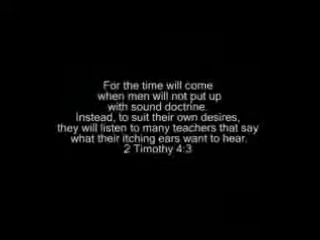 For the time will come
when men will not put up
with sound doctrine.
Instead, to suit their own desires,
they will listen to many teachers that say
what their itching ears want to hear.
2 Timothy 4:3